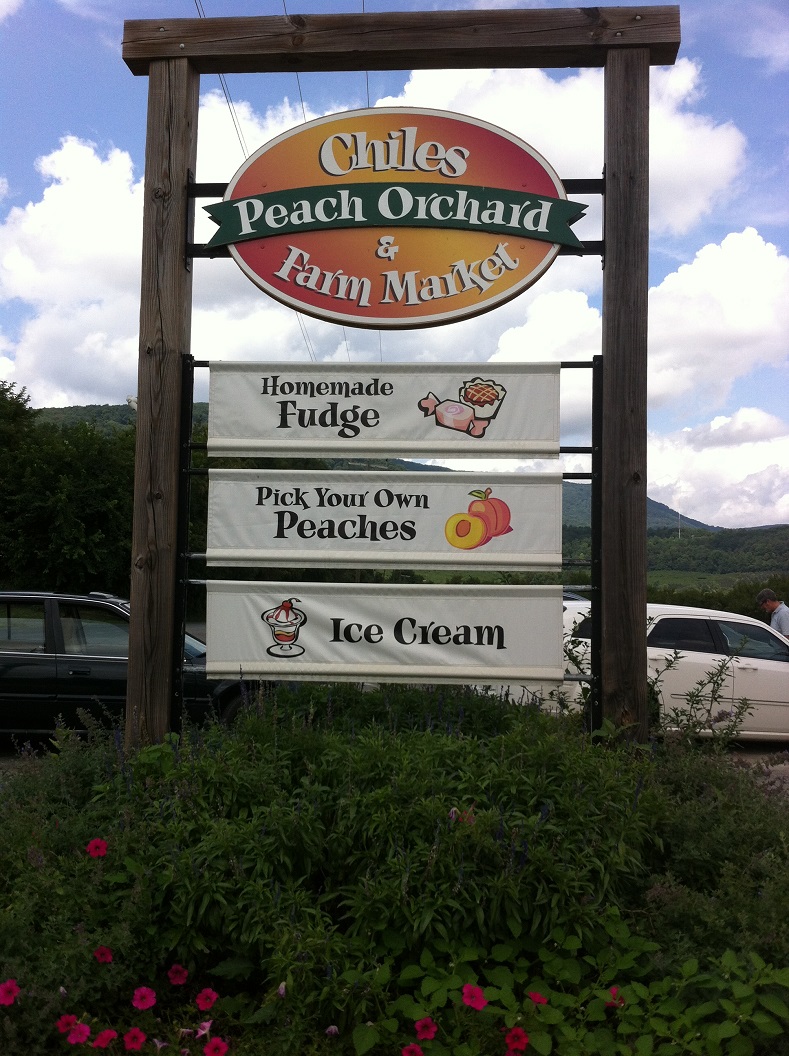 Chiles
Peach Orchard
&
Farm Market
Homemade
Fudge
Pick Your Own
Peaches
Ice Cream